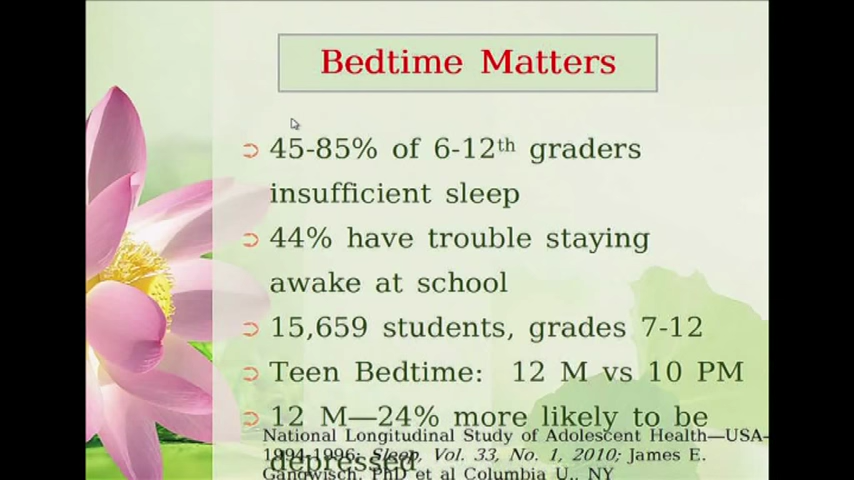 Bedtime Matters
45-85% of 6-12th graders
insufficient sleep
44% have trouble staying
awake at school
15,659 students, grades 7-12
Teen Bedtime: 12 M vs 10 PM
12 M—24% more likely to be
depressed
National Longitudinal Study of Adolescent Health—USA-
1994-1996; Sleep, Vol. 33, No. 1, 2010; James E.
Gangwisch, PhD et al Columbia U., NY